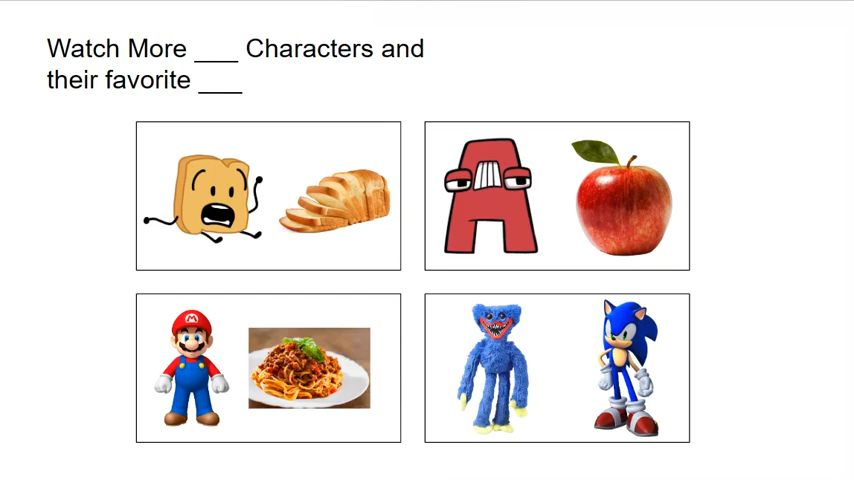 Watch More ___ Characters and
their favorite ___